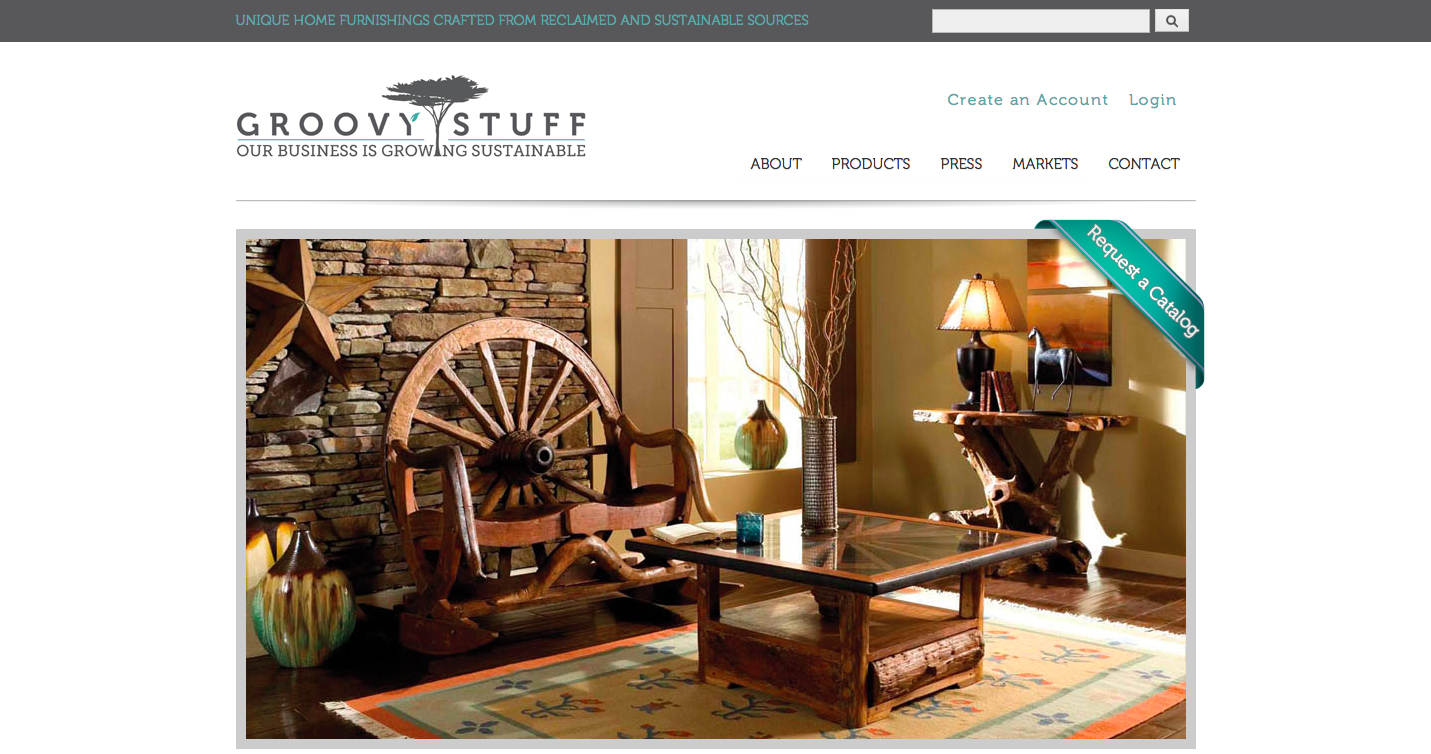 UNIQUE HOME FURNISHINGS CRAFTED FROM RECLAIMED AND SUSTAINABLE SOURCES
Create an Account
Login
GROOVY STUFF
OUR BUSINESS IS GROWING SUSTAINABLE
ABOUT
PRODUCTS
PRESS
MARKETS
CONTACT
Request a Catalog